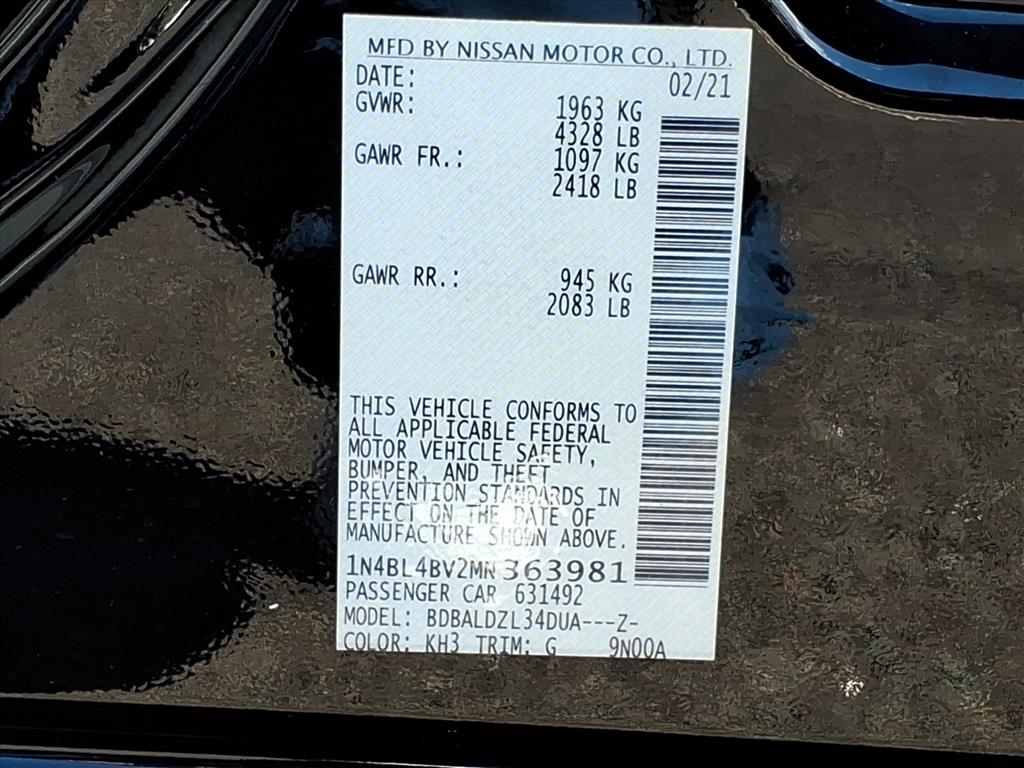 MFD BY NISSAN MOTOR CO., LTD.
DATE: 02/21
GVWR: 1963 KG
4328 LB
GAWR FR.: 1097 KG
2418 LB
GAWR RR.: 945 KG
2083 LB
THIS VEHICLE CONFORMS TO
ALL APPLICABLE FEDERAL
MOTOR VEHICLE SAFETY,
BUMPER, AND THEFT
PREVENTION STANDARDS IN
EFFECT ON THE DATE OF
MANUFACTURE SHOWN ABOVE.
1N4BL4BV2MN363981
PASSENGER CAR 631492
MODEL: BDBALDZL34DUA---Z-
COLOR: KH3 TRIM: G 9N00A